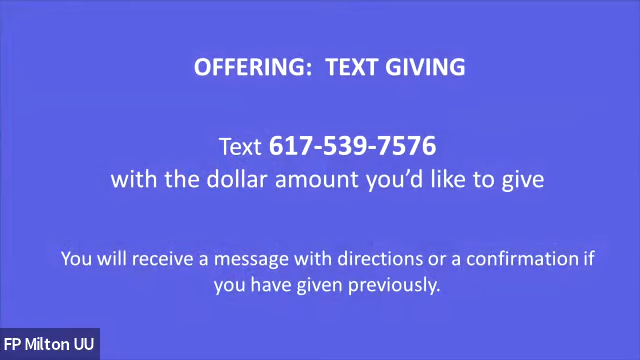 OFFERING:  TEXT GIVING
Text 617-539-7576
with the dollar amount you'd like to give
You will receive a message with directions or a confirmation if
you have given previously.
FP Milton UU